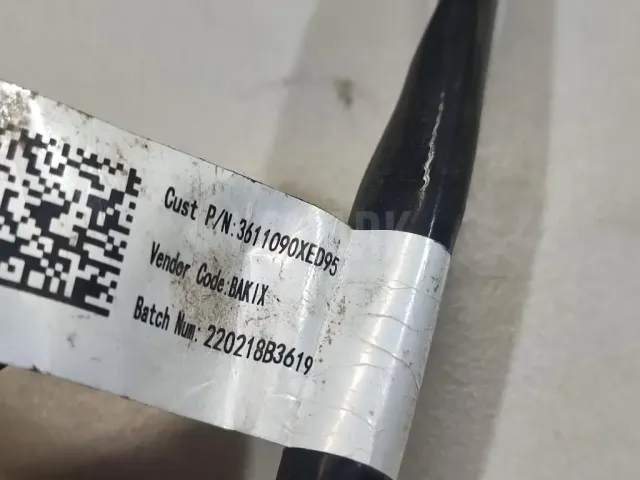 Cust P/N:3611090XED95
Vendor Code:BAKIX
Batch Num: 220218B3619